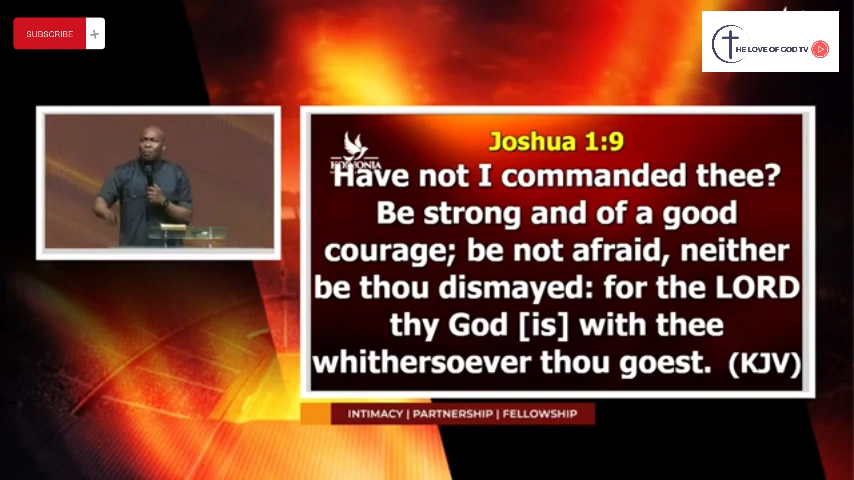 SUBSCRIBE
THE LOVE OF GOD TV
Joshua 1:9
KOINONIA
Have not I commanded thee?
Be strong and of a good
courage; be not afraid, neither
be thou dismayed: for the LORD
thy God [is] with thee
whithersoever thou goest. (KJV)
INTIMACY | PARTNERSHIP | FELLOWSHIP